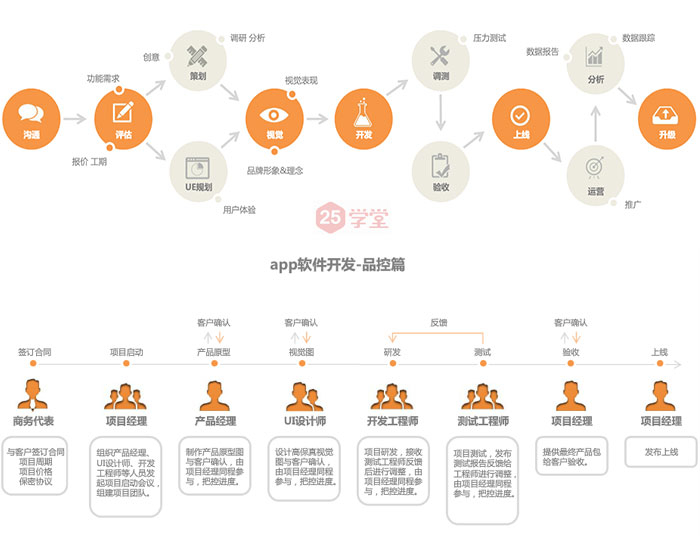 调研 分析
创意
策划
功能需求
沟通
评估
报价 工期
UE规划
用户体验
视觉表现
视觉
品牌形象&理念
开发
调测
压力测试
验收
上线
数据报告
数据跟踪
分析
运营
推广
升级
25学堂
app软件开发-品控篇
客户确认
客户确认
反馈
客户确认
签订合同
项目启动
产品原型
视觉图
研发
测试
验收
上线
商务代表
项目经理
产品经理
UI设计师
开发工程师
测试工程师
项目经理
项目经理
与客户签订合同
项目周期
项目价格
保密协议
组织产品经理、
UI设计师、开发
工程师等人员发
起项目启动会议，
组建项目团队。
制作产品原型图
与客户确认，由
项目经理同程参
与，把控进度。
设计高保真视觉
图与客户确认，
由项目经理同程
参与，把控进度。
项目研发，接收
测试工程师反馈
后进行调整，由
项目经理同程参
与，把控进度。
项目测试，发布
测试报告反馈给
工程师进行调整，
由项目经理同程
参与，把控进度。
提供最终产品包
给客户验收。
发布上线